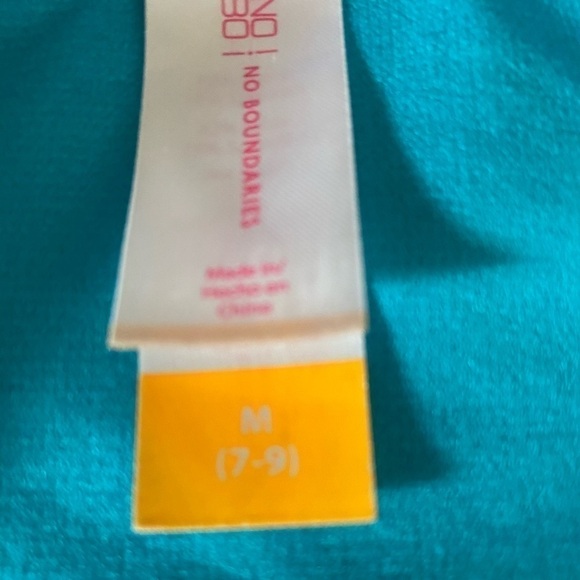 NO!
BO!
NO BOUNDARIES
Made in/
Hecho en
China
M
(7-9)